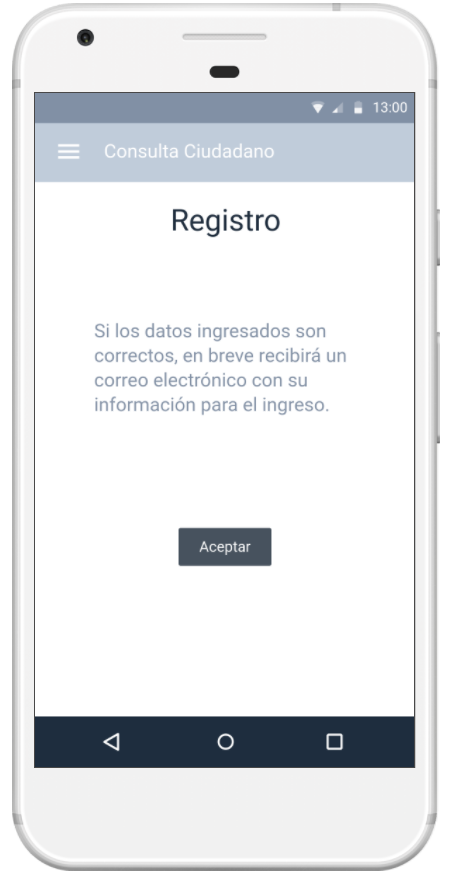 13:00
Consulta Ciudadano
Registro
Si los datos ingresados son
correctos, en breve recibirá un
correo electrónico con su
información para el ingreso.
Aceptar